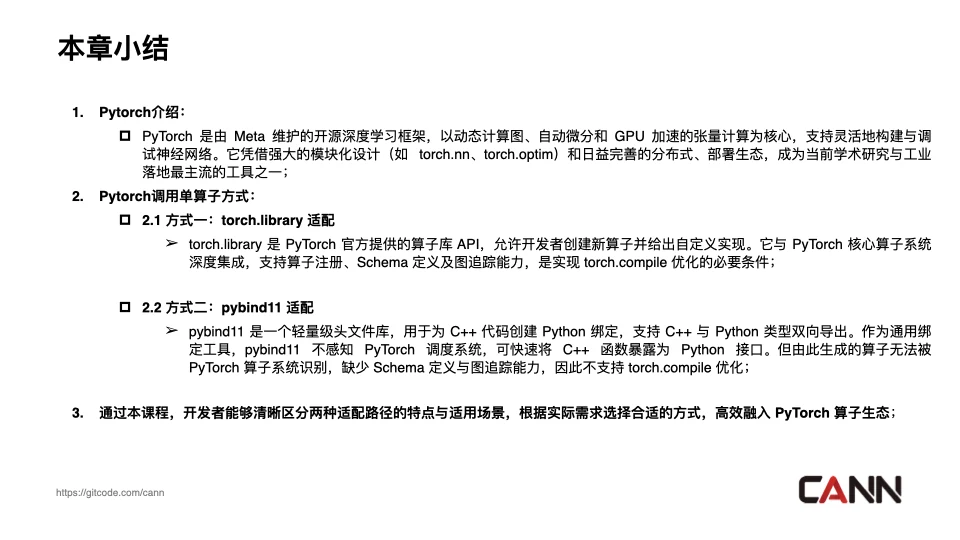 本章小结
1. Pytorch介绍：
PyTorch 是由 Meta 维护的开源深度学习框架，以动态计算图、自动微分和 GPU 加速的张量计算为核心，支持灵活地构建与调
试神经网络。它凭借强大的模块化设计（如 torch.nn、torch.optim）和日益完善的分布式、部署生态，成为当前学术研究与工业
落地最主流的工具之一；
2. Pytorch调用单算子方式：
2.1 方式一：torch.library 适配
➢ torch.library 是 PyTorch 官方提供的算子库 API，允许开发者创建新算子并给出自定义实现。它与 PyTorch 核心算子系统
深度集成，支持算子注册、Schema 定义及图追踪能力，是实现 torch.compile 优化的必要条件；
2.2 方式二：pybind11 适配
➢ pybind11 是一个轻量级头文件库，用于为 C++ 代码创建 Python 绑定，支持 C++ 与 Python 类型双向导出。作为通用绑
定工具，pybind11 不感知 PyTorch 调度系统，可快速将 C++ 函数暴露为 Python 接口。但由此生成的算子无法被
PyTorch 算子系统识别，缺少 Schema 定义与图追踪能力，因此不支持 torch.compile 优化；
3. 通过本课程，开发者能够清晰区分两种适配路径的特点与适用场景，根据实际需求选择合适的方式，高效融入 PyTorch 算子生态；
https://gitcode.com/cann
CANN